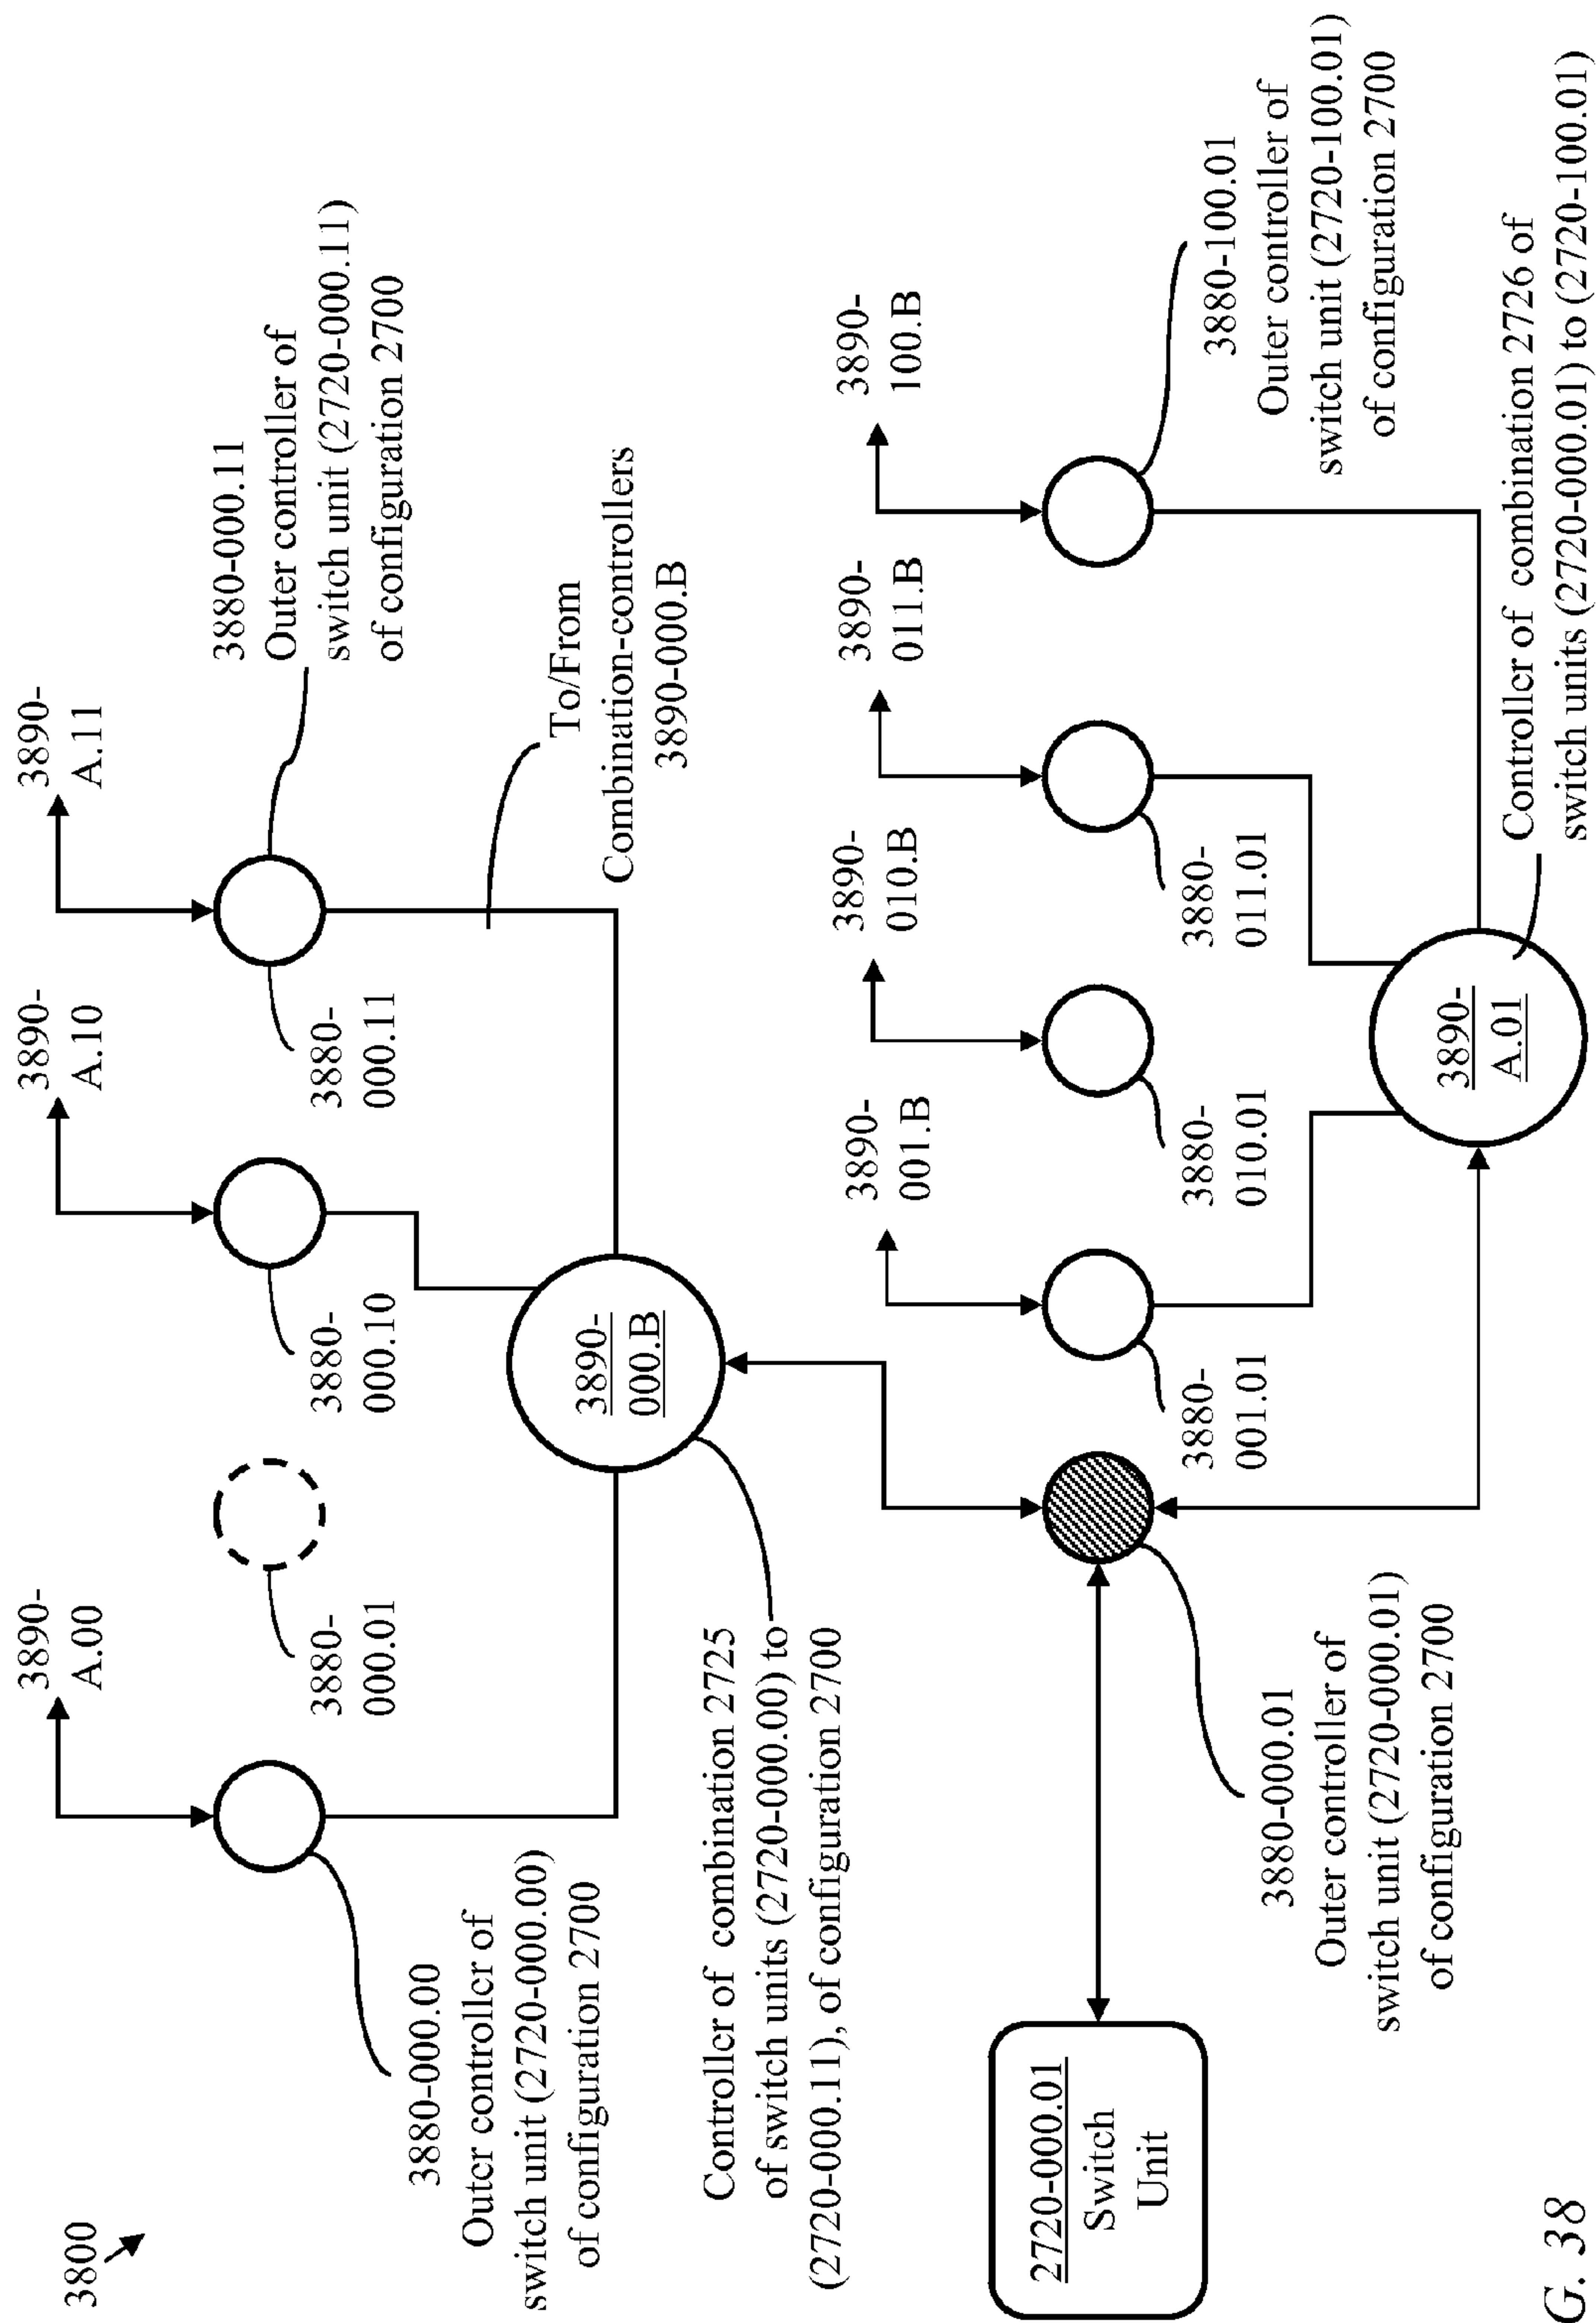 3800
3890-
A.00
3890-
A.10
3890-
A.11
3880-000.11
Outer controller of
switch unit (2720-000.11)
of configuration 2700
3880-
000.01
3880-
000.10
3880-
000.11
3880-000.00
Outer controller of
switch unit (2720-000.00)
of configuration 2700
To/From
Combination-controllers
3890-000.B
3890-
000.B
Controller of combination 2725
of switch units (2720-000.00) to
(2720-000.11), of configuration 2700
3890-
001.B
3890-
010.B
3890-
011.B
3890-
100.B
2720-000.01
Switch
Unit
3880-
001.01
3880-
010.01
3880-
011.01
3880-100.01
Outer controller of
switch unit (2720-100.01)
of configuration 2700
3880-000.01
Outer controller of
switch unit (2720-000.01)
of configuration 2700
3890-
A.01
Controller of combination 2726 of
switch units (2720-000.01) to (2720-100.01)
G. 38